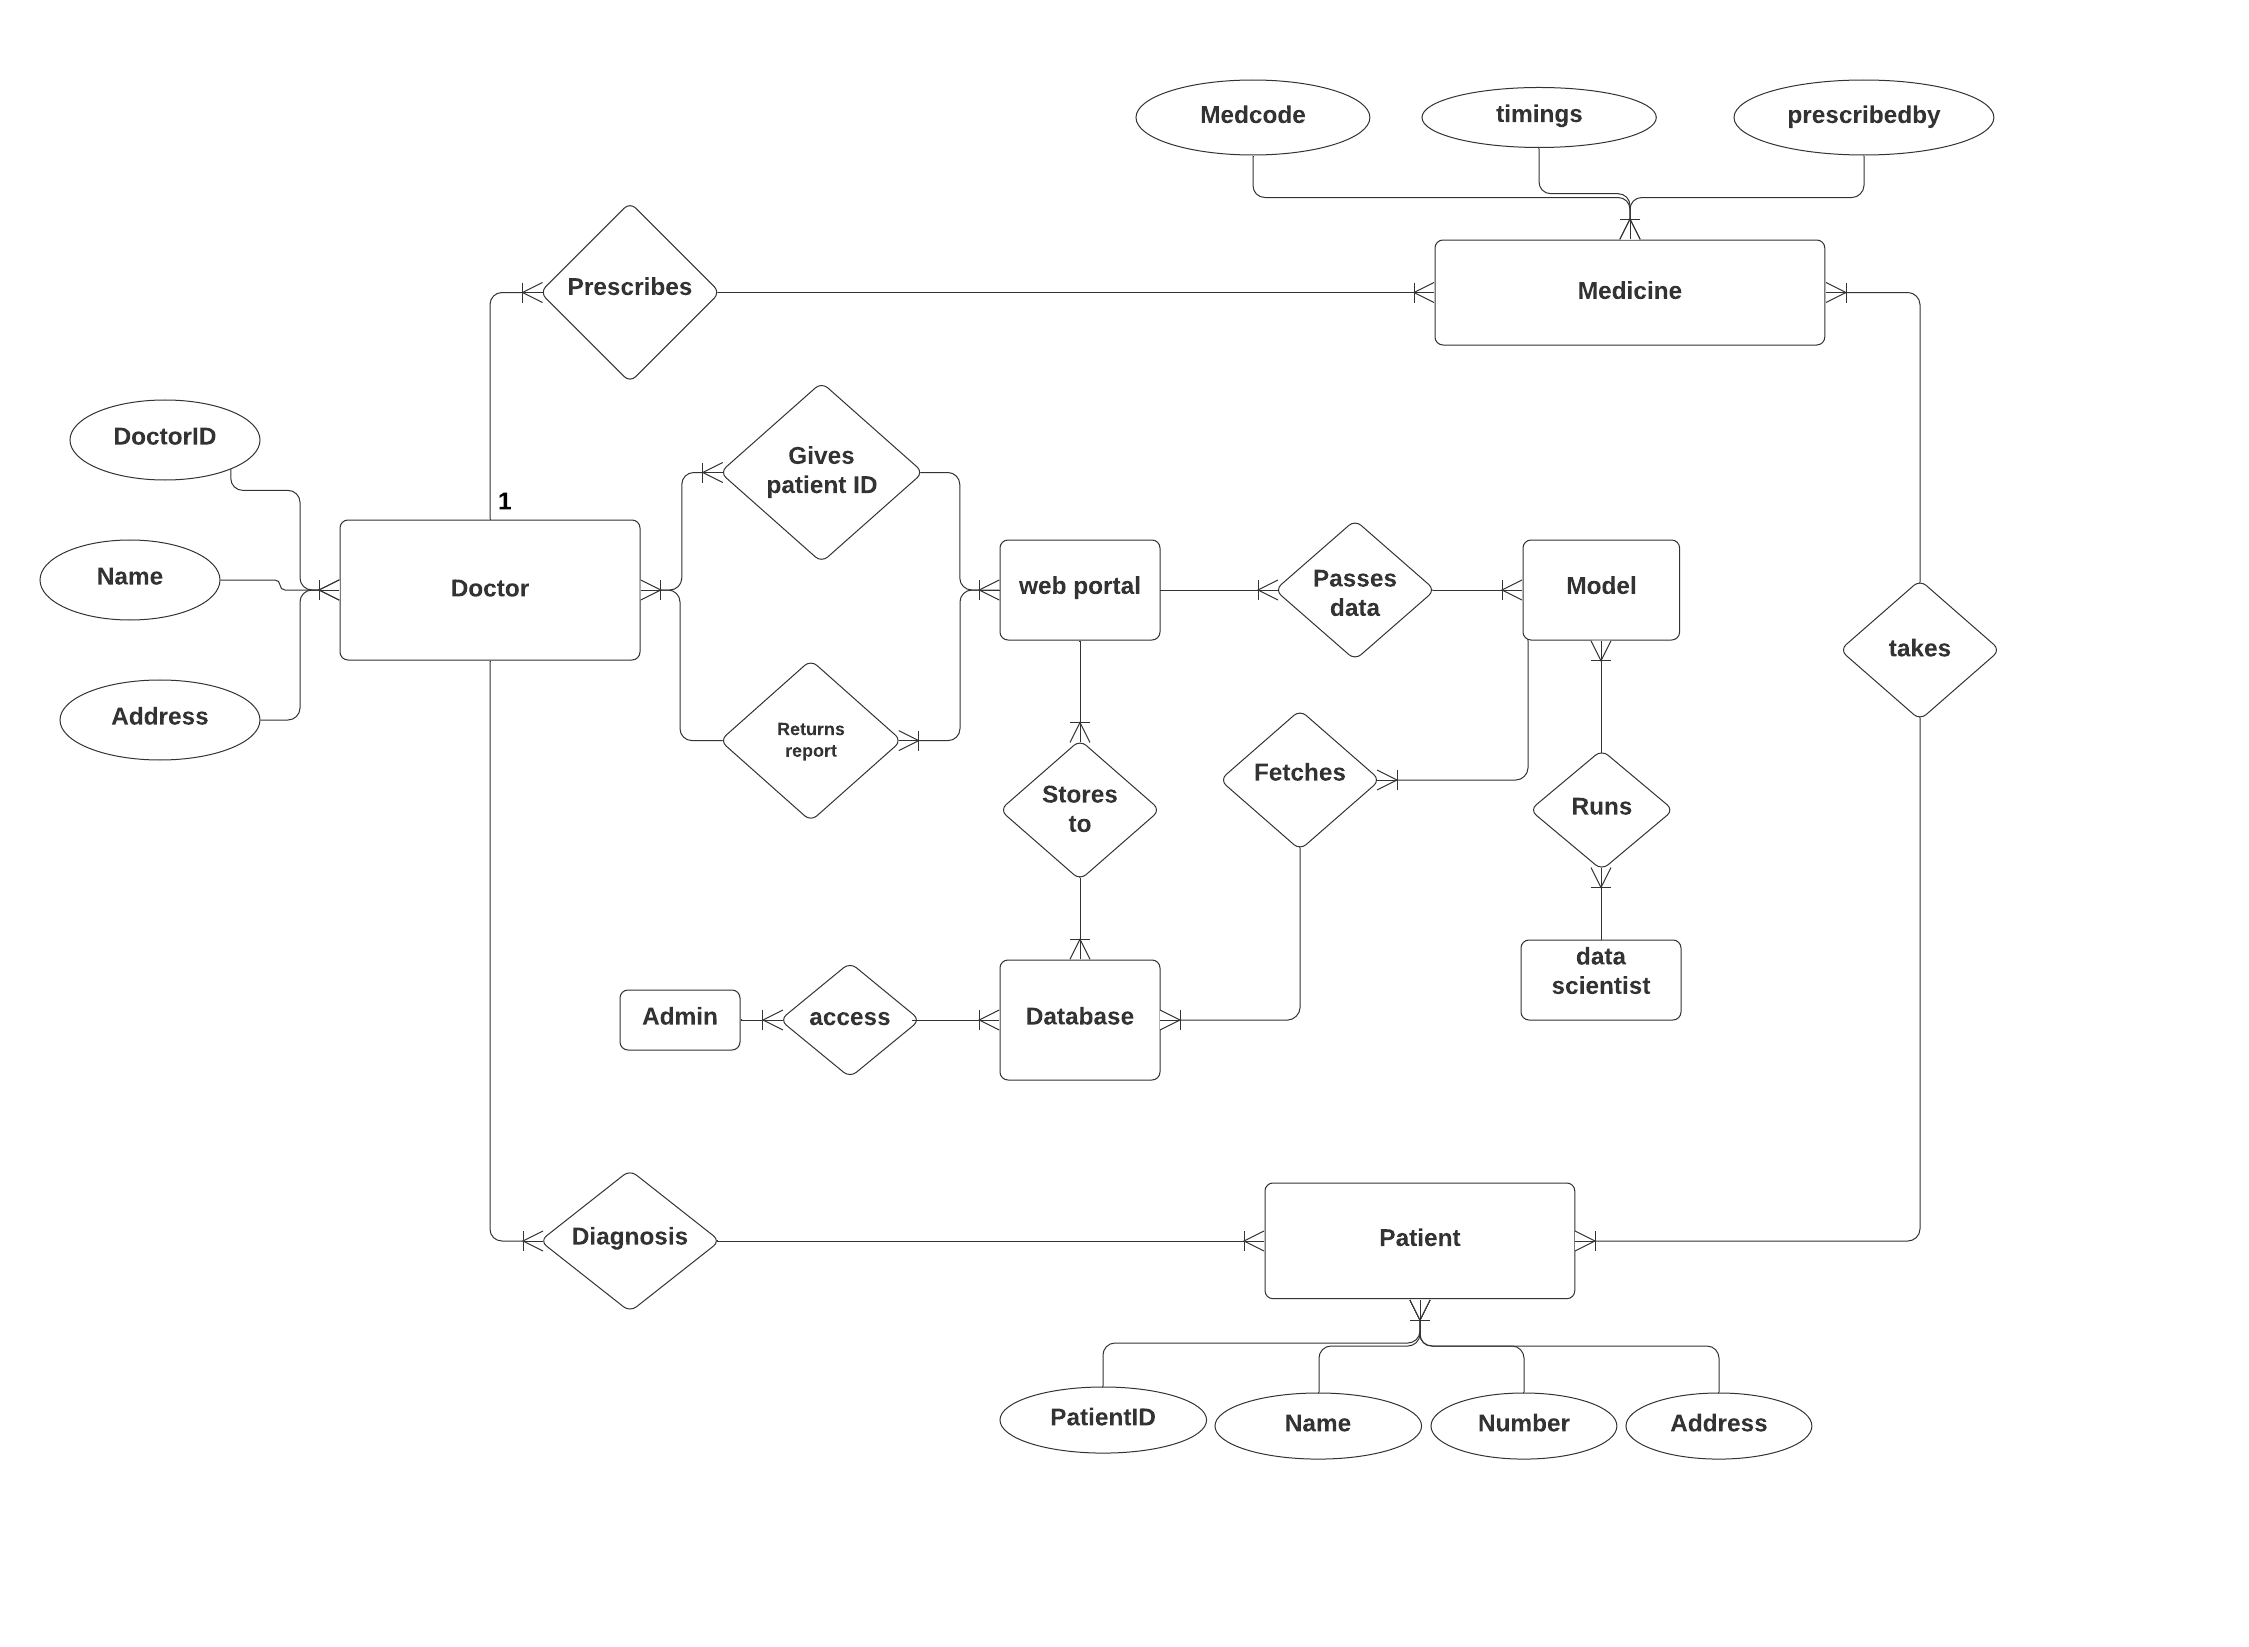 Medcode
timings
prescribedby
Prescribes
Medicine
DoctorID
Gives
patient ID
1
Name
Doctor
web portal
Passes
data
Model
takes
Address
Returns
report
Fetches
Stores
to
Runs
data
scientist
Admin
access
Database
Diagnosis
Patient
PatientID
Name
Number
Address